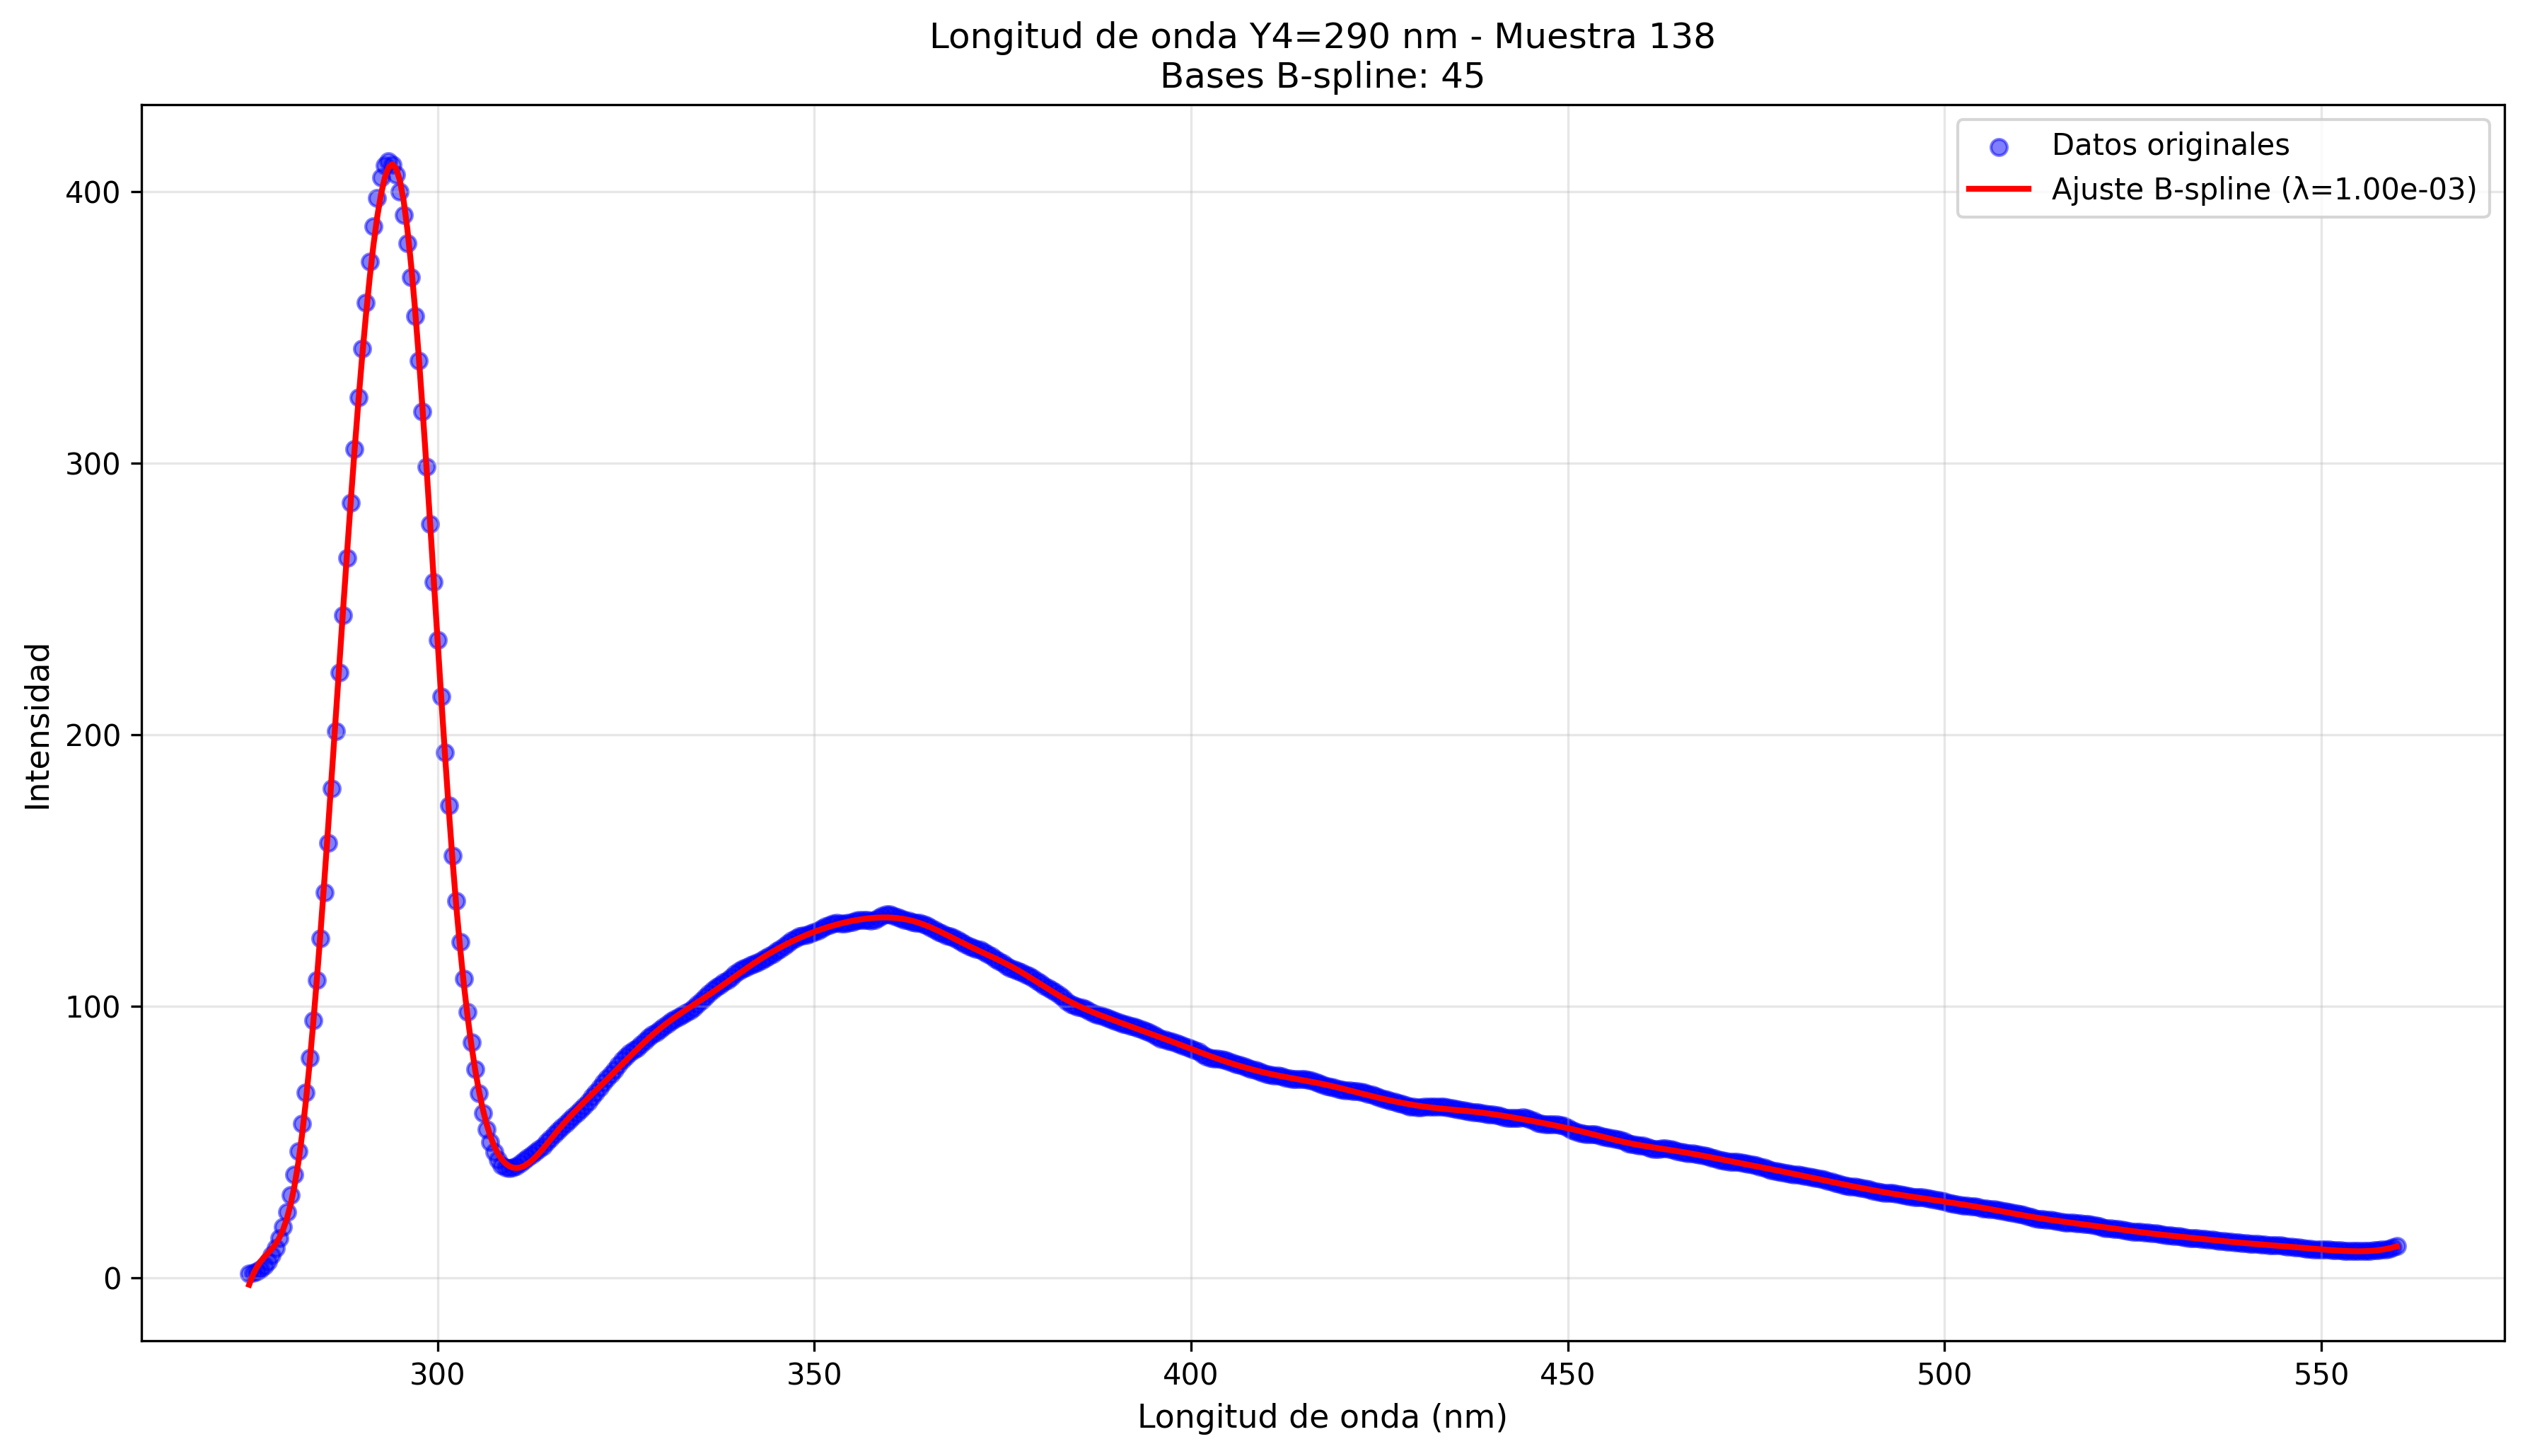 Longitud de onda Y4=290 nm - Muestra 138
Bases B-spline: 45
Datos originales
Ajuste B-spline (λ=1.00e-03)
Intensidad
400
300
200
100
0
300 350 400 450 500 550
Longitud de onda (nm)